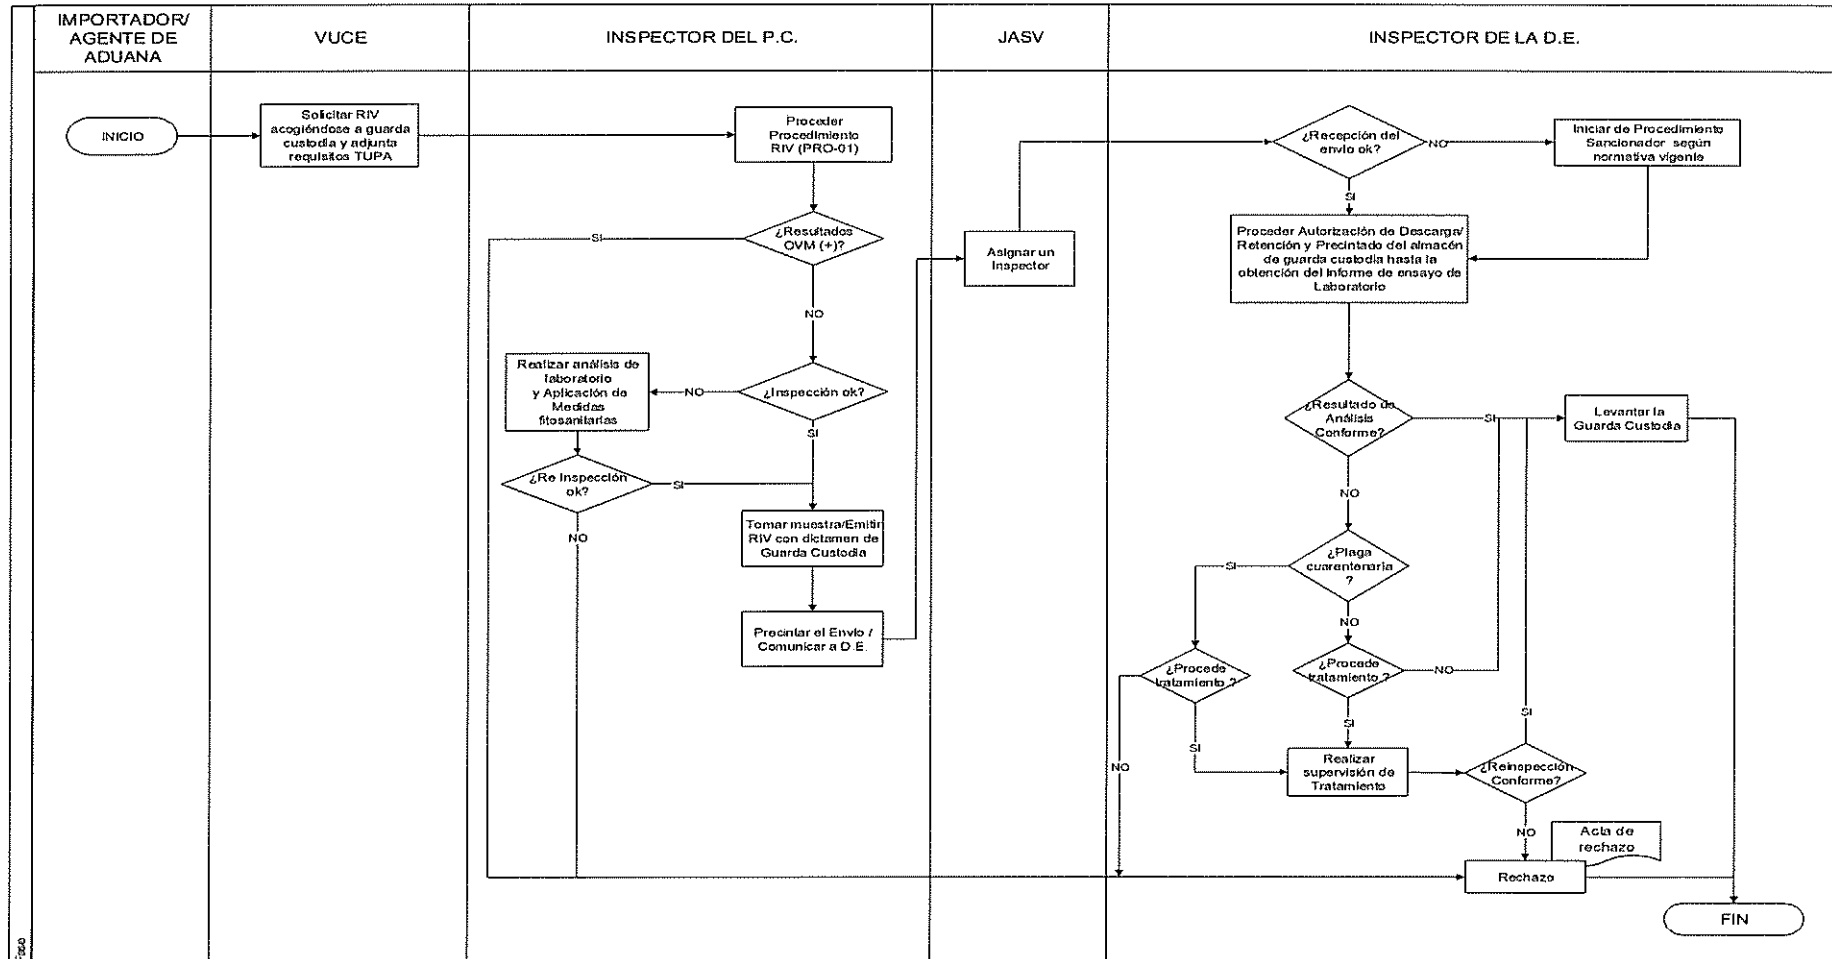 IMPORTADOR/
AGENTE DE
ADUANA
VUCE
INSPECTOR DEL P.C.
JASV
INSPECTOR DE LA D.E.
INICIO
Solicitar RIV
acogiéndose a guarda
custodia y adjunta
requisitos TUPA
Proceder
Procedimiento
RIV (PRO-01)
¿Resultados
OVM (+)?
SI
NO
¿Inspección ok?
NO
SI
Realizar análisis de
laboratorio
y Aplicación de
Medidas
fitosanitarias
¿Re Inspección
ok?
SI
NO
Tomar muestra/Emitir
RIV con dictamen de
Guarda Custodia
Precintar el Envío /
Comunicar a D.E.
Asignar un
Inspector
¿Recepción del
envío ok?
NO
SI
Iniciar de Procedimiento
Sancionador según
normativa vigente
Proceder Autorización de Descarga/
Retención y Precintado del almacén
de guarda custodia hasta la
obtención del Informe de ensayo de
Laboratorio
¿Resultado de
Análisis
Conforme?
SI
NO
Levantar la
Guarda Custodia
¿Plaga
cuarentenaria
?
SI
NO
¿Procede
tratamiento ?
NO
SI
¿Procede
tratamiento ?
NO
SI
Realizar
supervisión de
Tratamiento
¿Reinspección
Conforme?
SI
NO
Acta de
rechazo
Rechazo
FIN
Fase